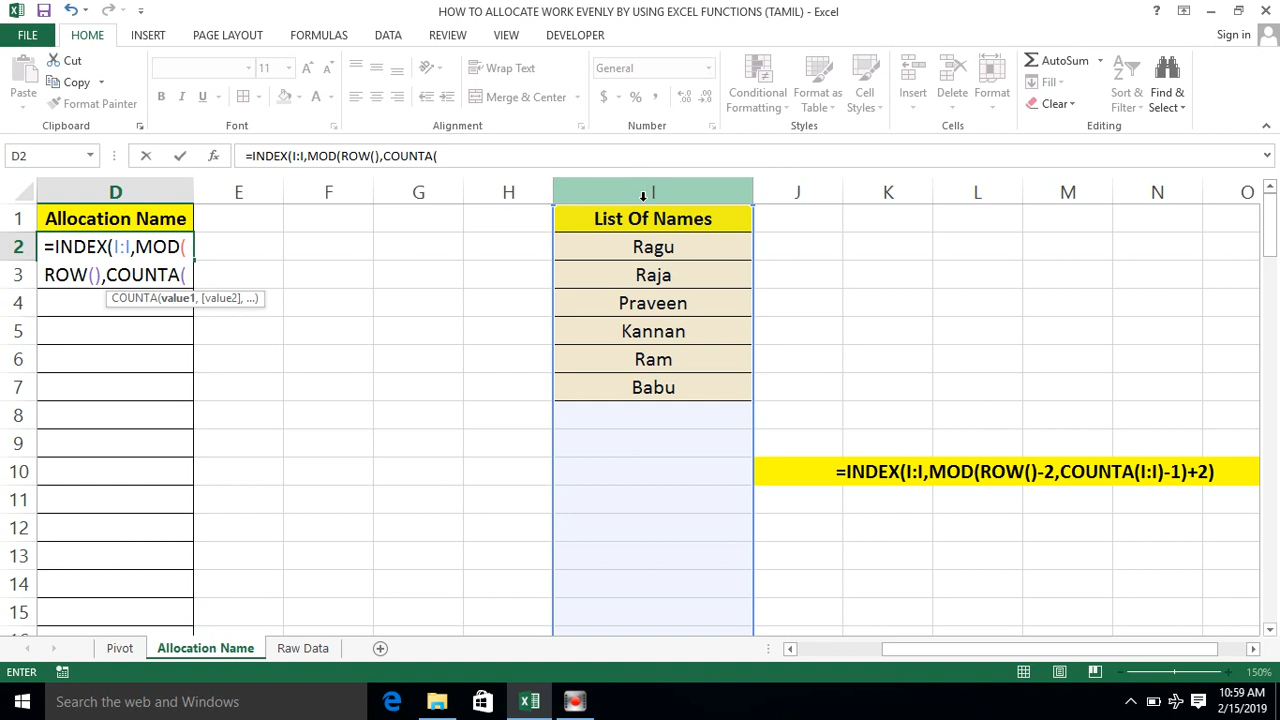 HOW TO ALLOCATE WORK EVENLY BY USING EXCEL FUNCTIONS (TAMIL) - Excel
FILE HOME INSERT PAGE LAYOUT FORMULAS DATA REVIEW VIEW DEVELOPER Sign in
Paste Cut Copy Format Painter
Clipboard
11 A A
B I U A
Font
Wrap Text
Merge & Center
Alignment
General
$ % ,
Number
Conditional Formatting Format as Table Cell Styles
Styles
Insert Delete Format
Cells
AutoSum
Fill
Clear
Sort & Filter Find & Select
Editing
D2 fx =INDEX(I:I,MOD(ROW(),COUNTA(
D E F G H I J K L M N O
1 Allocation Name List Of Names
2 =INDEX(I:I,MOD( Ragu
3 ROW(),COUNTA( Raja
COUNTA(value1, [value2], ...)
4 Praveen
5 Kannan
6 Ram
7 Babu
8
9
10 =INDEX(I:I,MOD(ROW()-2,COUNTA(I:I)-1)+2)
11
12
13
14
15
Pivot Allocation Name Raw Data
ENTER 150%
Search the web and Windows
10:59 AM
2/15/2019